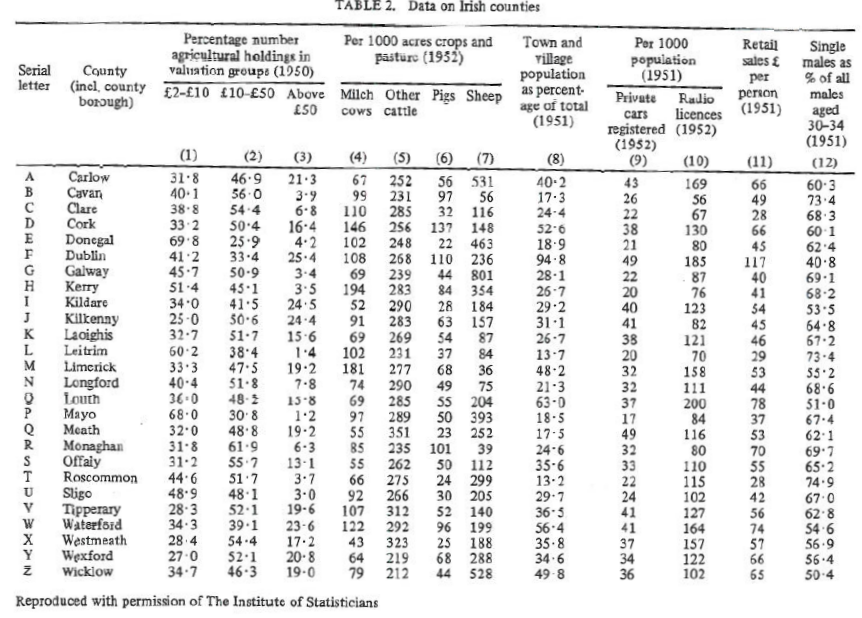 TABLE 2. Data on Irish counties
Serial letter
County (incl. county borough)
Percentage number agricultural holdings in valuation groups (1950)
Per 1000 acres crops and pasture (1952)
Town and village population as percent-age of total (1951)
Per 1000 population (1951)
Retail sales £ per person (1951)
Single males as % of all males aged 30–34 (1951)
£2–£10 £10–£50 Above £50
Milch cows Other cattle Pigs Sheep
Private cars registered (1952) Radio licences (1952)
(1) (2) (3) (4) (5) (6) (7) (8) (9) (10) (11) (12)
A Carlow 31·8 46·9 21·3 67 252 56 531 40·2 43 169 66 60·3
B Cavan 40·1 56·0 3·9 99 231 97 56 17·3 26 56 49 73·4
C Clare 38·8 54·4 6·8 110 285 32 116 24·4 22 67 28 68·3
D Cork 33·2 50·4 16·4 146 256 137 148 52·6 38 130 66 60·1
E Donegal 69·8 25·9 4·2 102 248 22 463 18·9 21 80 45 62·4
F Dublin 41·2 33·4 25·4 108 268 110 236 94·8 49 185 117 40·8
G Galway 45·7 50·9 3·4 69 239 44 801 28·1 22 87 40 69·1
H Kerry 51·4 45·1 3·5 194 283 84 354 26·7 20 76 41 68·2
I Kildare 34·0 41·5 24·5 52 290 28 184 29·2 40 123 54 53·5
J Kilkenny 25·0 50·6 24·4 91 283 63 157 31·1 41 82 45 64·8
K Laoighis 32·7 51·7 15·6 69 269 54 87 26·7 38 121 46 67·2
L Leitrim 60·2 38·4 1·4 102 231 37 84 13·7 20 70 29 73·4
M Limerick 33·3 47·5 19·2 181 277 68 36 48·2 32 158 53 55·2
N Longford 40·4 51·8 7·8 74 290 49 75 21·3 32 111 44 68·6
O Louth 36·0 48·2 15·8 69 285 55 204 63·0 37 200 78 51·0
P Mayo 68·0 30·8 1·2 97 289 50 393 18·5 17 84 37 67·4
Q Meath 32·0 48·8 19·2 55 351 23 252 17·5 49 116 53 62·1
R Monaghan 31·8 61·9 6·3 85 235 101 39 24·6 32 80 70 69·7
S Offaly 31·2 55·7 13·1 55 262 50 112 35·6 33 110 55 65·2
T Roscommon 44·6 51·7 3·7 66 275 24 299 13·2 22 115 28 74·9
U Sligo 48·9 48·1 3·0 92 266 30 205 29·7 24 102 42 67·0
V Tipperary 28·3 52·1 19·6 107 312 52 140 36·5 41 127 56 62·8
W Waterford 34·3 39·1 23·6 122 292 96 199 56·4 41 164 74 54·6
X Westmeath 28·4 54·4 17·2 43 323 25 188 35·8 37 157 57 56·9
Y Wexford 27·0 52·1 20·8 64 219 68 288 34·6 34 122 66 56·4
Z Wicklow 34·7 46·3 19·0 79 212 44 528 49·8 36 102 65 50·4
Reproduced with permission of The Institute of Statisticians